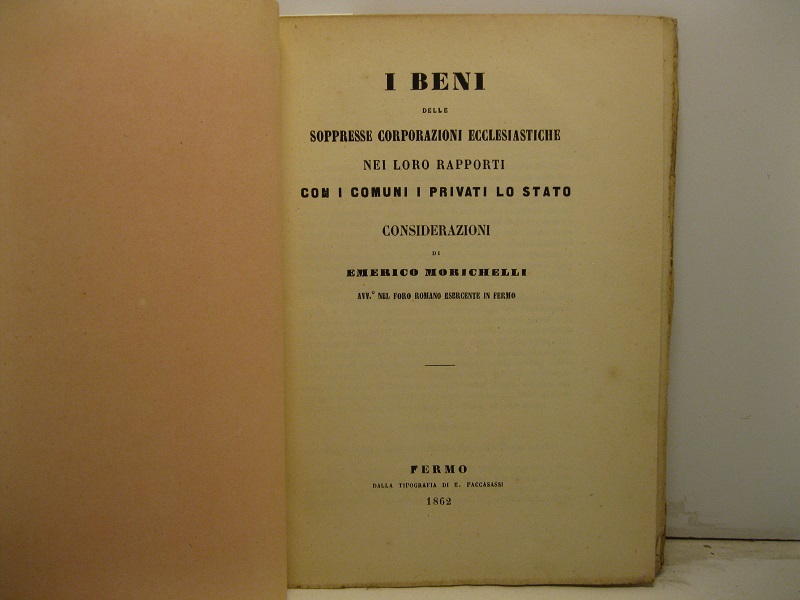 I BENI
DELLE
SOPPRESSE CORPORAZIONI ECCLESIASTICHE
NEI LORO RAPPORTI
CON I COMUNI I PRIVATI LO STATO
CONSIDERAZIONI
DI
EMERICO MORICHELLI
AVV.° NEL FORO ROMANO ESERCENTE IN FERMO
FERMO
DALLA TIPOGRAFIA DI E. PACCASASSI
1862